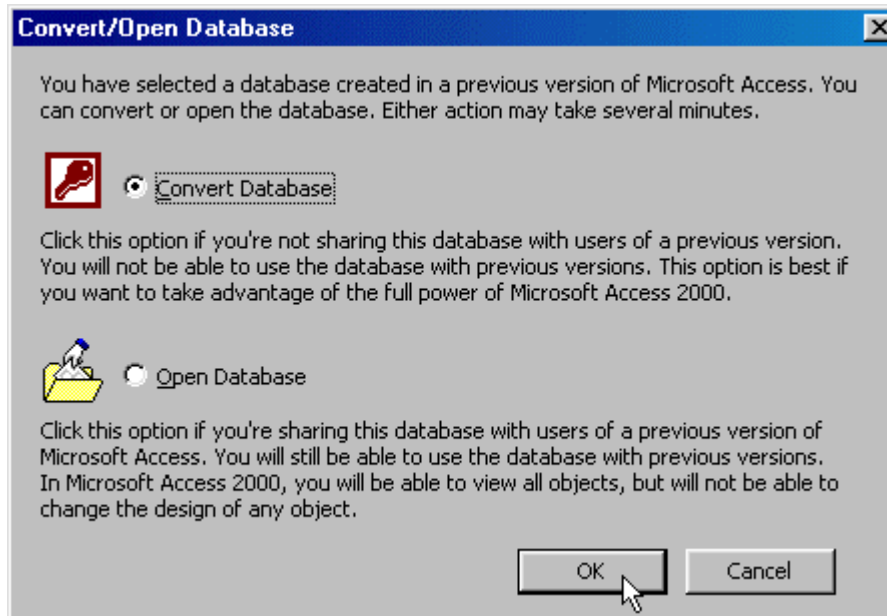 Convert/Open Database
You have selected a database created in a previous version of Microsoft Access. You
can convert or open the database. Either action may take several minutes.
Convert Database
Click this option if you're not sharing this database with users of a previous version.
You will not be able to use the database with previous versions. This option is best if
you want to take advantage of the full power of Microsoft Access 2000.
Open Database
Click this option if you're sharing this database with users of a previous version of
Microsoft Access. You will still be able to use the database with previous versions.
In Microsoft Access 2000, you will be able to view all objects, but will not be able to
change the design of any object.
OK
Cancel